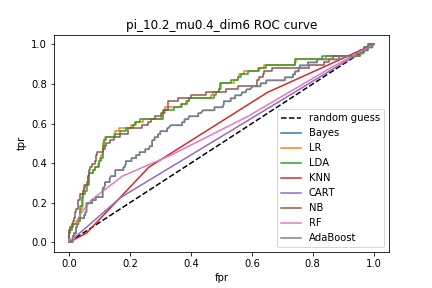 pi_10.2_mu0.4_dim6 ROC curve
1.0
0.8
0.6
0.4
0.2
0.0
tpr
random guess
Bayes
LR
LDA
KNN
CART
NB
RF
AdaBoost
0.0 0.2 0.4 0.6 0.8 1.0
fpr